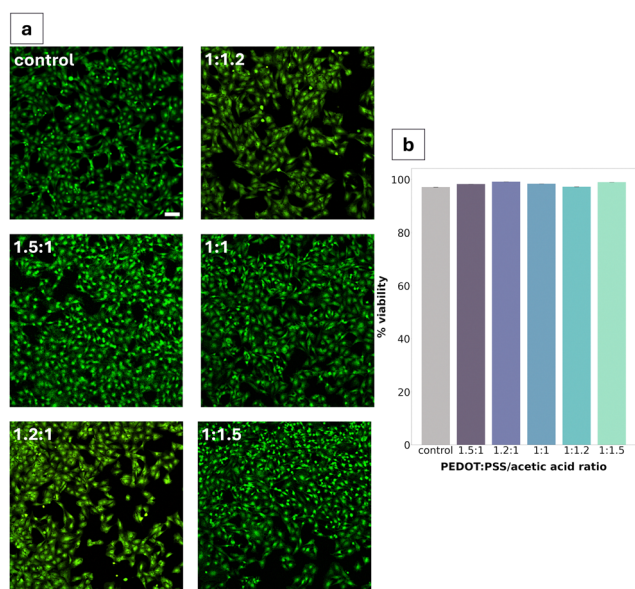 a
control
1:1.2
1.5:1
1:1
1.2:1
1:1.5
b
100
80
60
40
20
0
% viability
control 1.5:1 1.2:1 1:1 1:1.2 1:1.5
PEDOT:PSS/acetic acid ratio